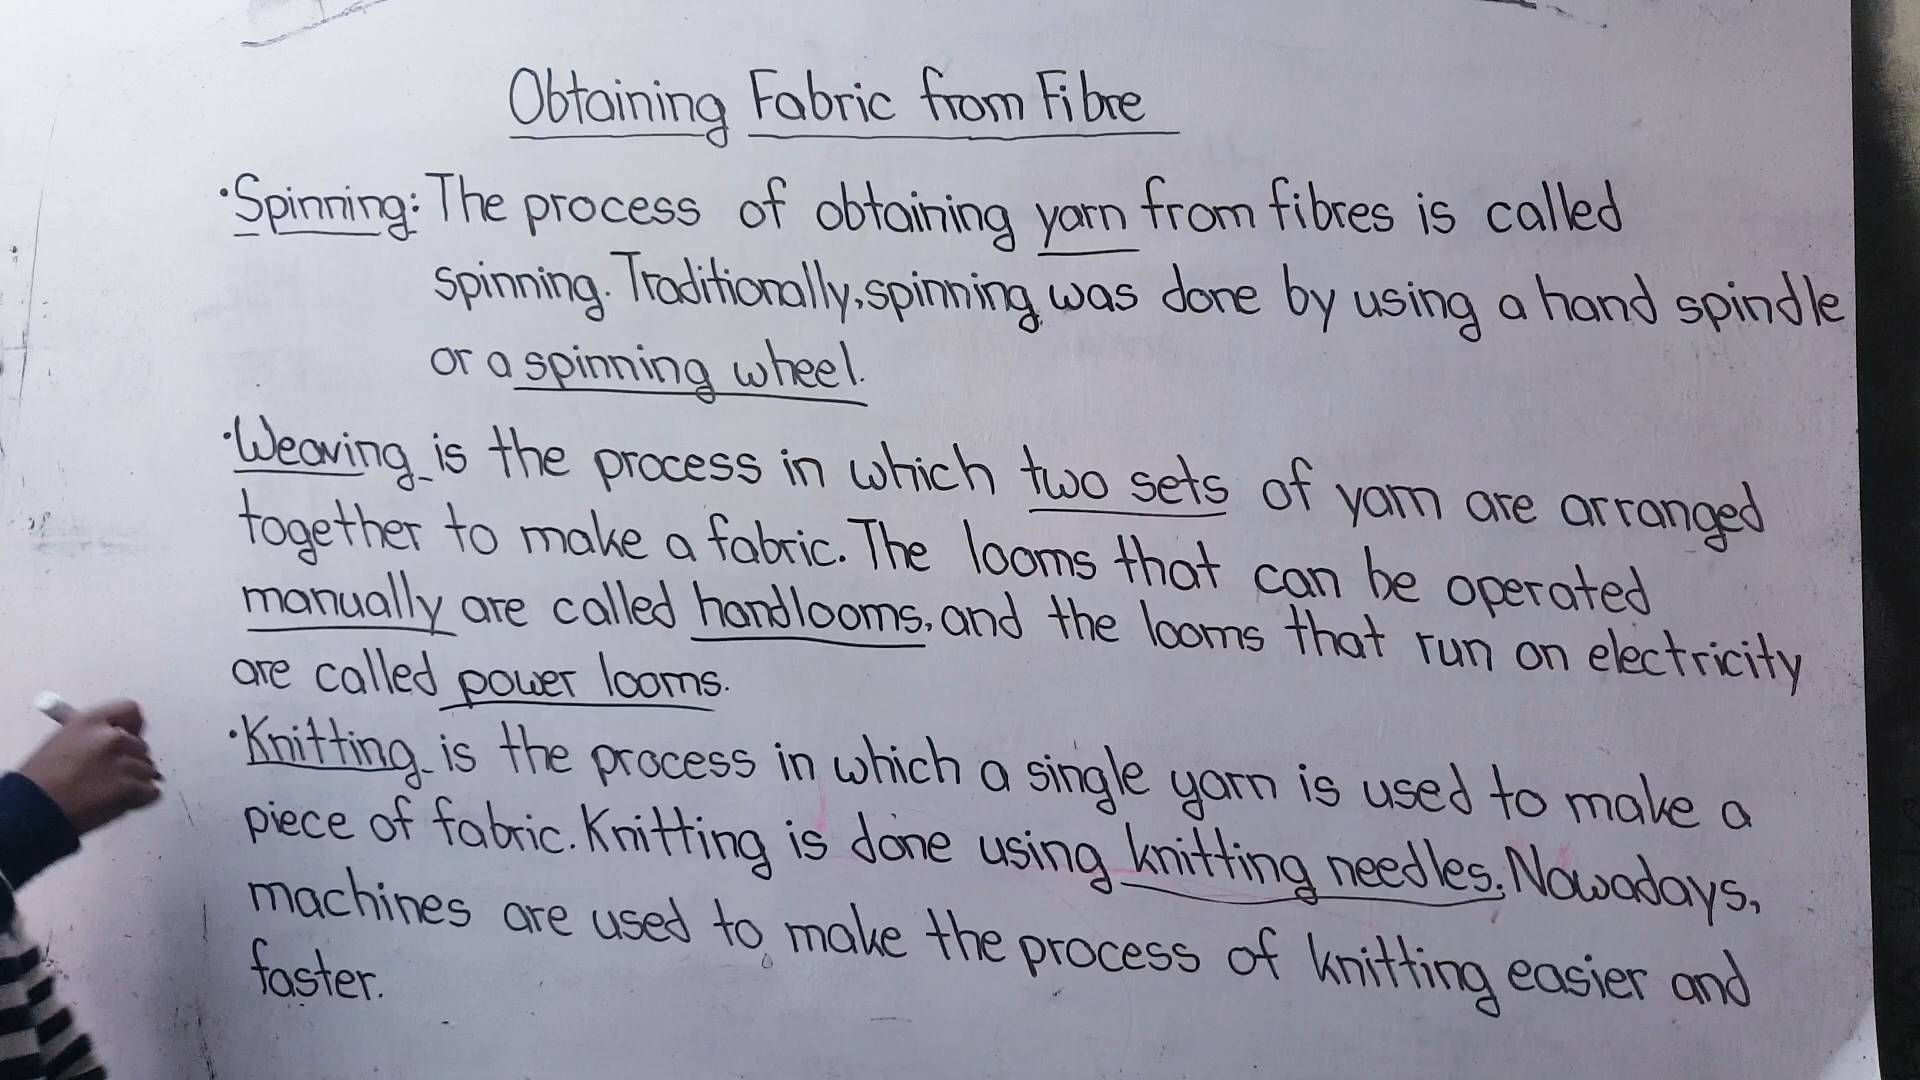 Obtaining Fabric from Fibre
·Spinning: The process of obtaining yarn from fibres is called
spinning. Traditionally, spinning was done by using a hand spindle
or a spinning wheel.
·Weaving is the process in which two sets of yarn are arranged
together to make a fabric. The looms that can be operated
manually are called handlooms, and the looms that run on electricity
are called power looms.
·Knitting is the process in which a single yarn is used to make a
piece of fabric. Knitting is done using knitting needles. Nowadays,
machines are used to make the process of knitting easier and
faster.